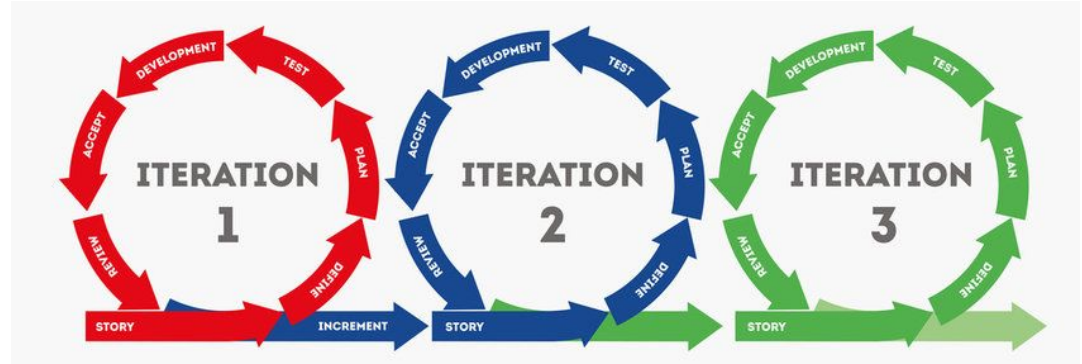 DEVELOPMENT
TEST
ACCEPT
PLAN
ITERATION
1
REVIEW
DEFINE
STORY
INCREMENT
DEVELOPMENT
TEST
ACCEPT
PLAN
ITERATION
2
REVIEW
DEFINE
STORY
DEVELOPMENT
TEST
ACCEPT
PLAN
ITERATION
3
REVIEW
DEFINE
STORY